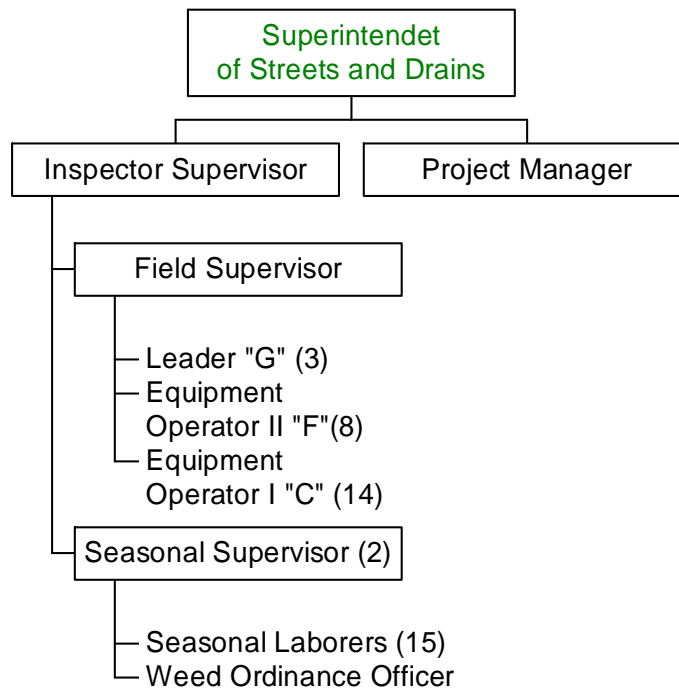 Superintendet
of Streets and Drains
Inspector Supervisor
Project Manager
Field Supervisor
Leader "G" (3)
Equipment
Operator II "F"(8)
Equipment
Operator I "C" (14)
Seasonal Supervisor (2)
Seasonal Laborers (15)
Weed Ordinance Officer